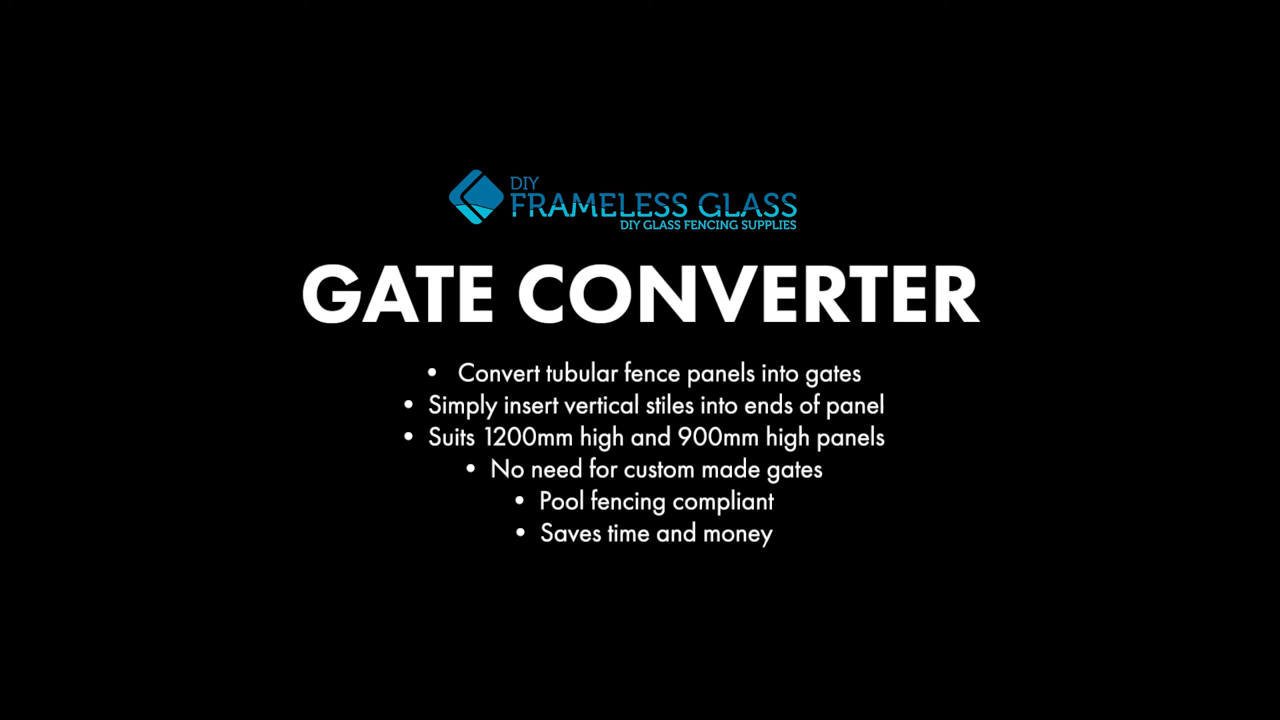 DIY
FRAMELESS GLASS
DIY GLASS FENCING SUPPLIES
GATE CONVERTER
• Convert tubular fence panels into gates
• Simply insert vertical stiles into ends of panel
• Suits 1200mm high and 900mm high panels
• No need for custom made gates
• Pool fencing compliant
• Saves time and money